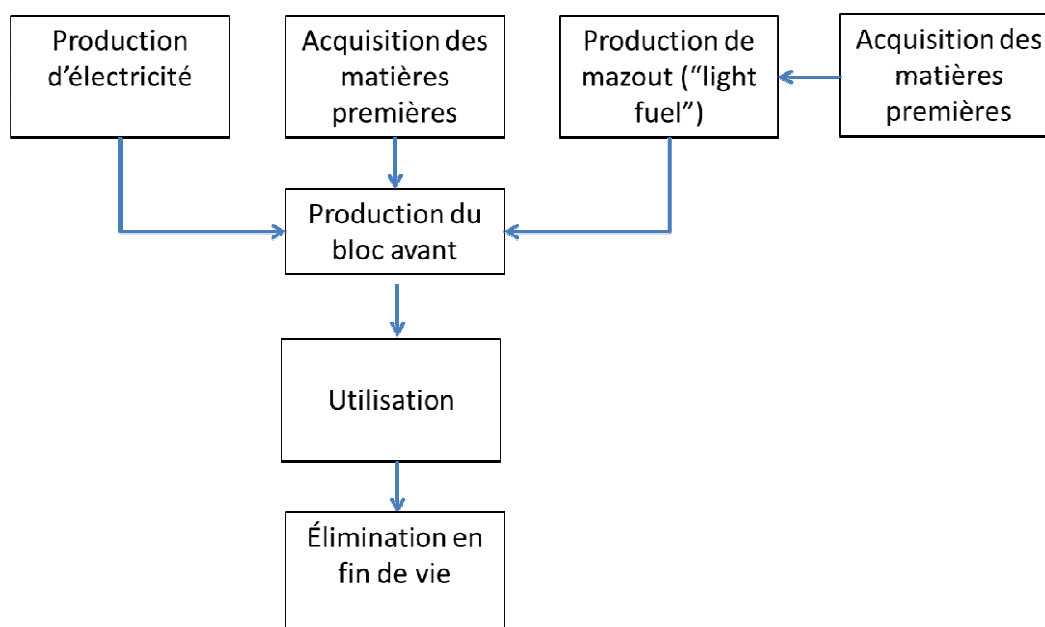 Production
d’électricité
Acquisition des
matières
premières
Production de
mazout (“light
fuel”)
Acquisition des
matières
premières
Production du
bloc avant
Utilisation
Élimination en
fin de vie